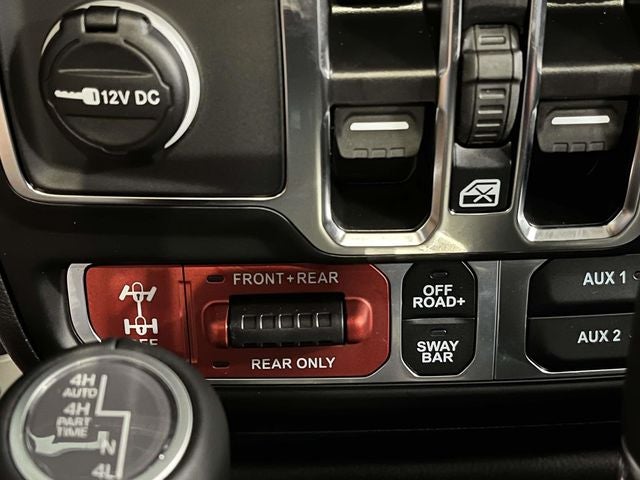 12V DC
FRONT+REAR
OFF
ROAD+
AUX 1
AUX 2
SWAY
BAR
REAR ONLY
OFF
4H
AUTO
4H
PART
TIME
N
4L